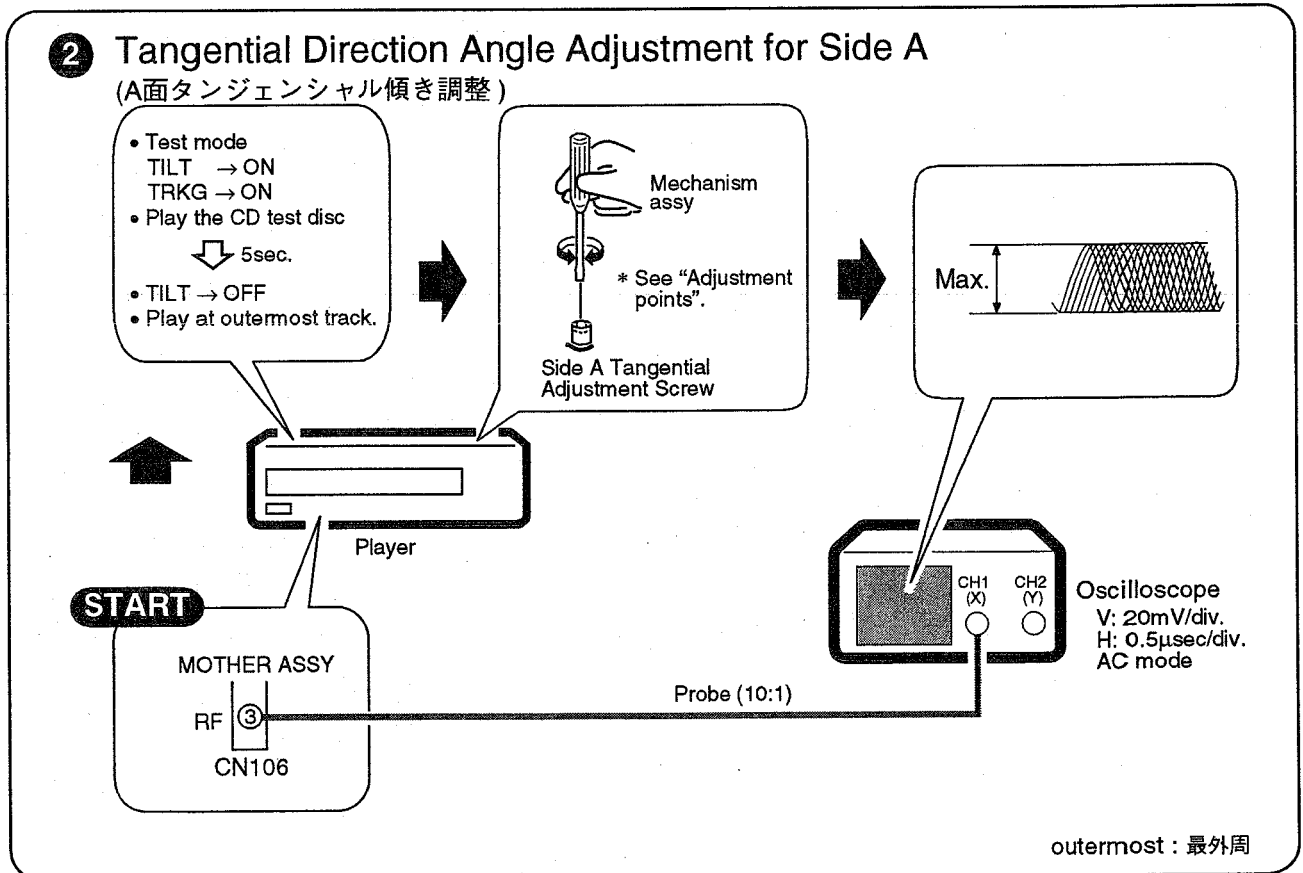 2 Tangential Direction Angle Adjustment for Side A
(A面タンジェンシャル傾き調整)
• Test mode
TILT → ON
TRKG → ON
• Play the CD test disc
5sec.
• TILT → OFF
• Play at outermost track.
Mechanism
assy
* See “Adjustment
points”.
Side A Tangential
Adjustment Screw
Max.
Player
START
MOTHER ASSY
RF ③
CN106
Probe (10:1)
CH1
(X)
CH2
(Y)
Oscilloscope
V: 20mV/div.
H: 0.5µsec/div.
AC mode
outermost : 最外周